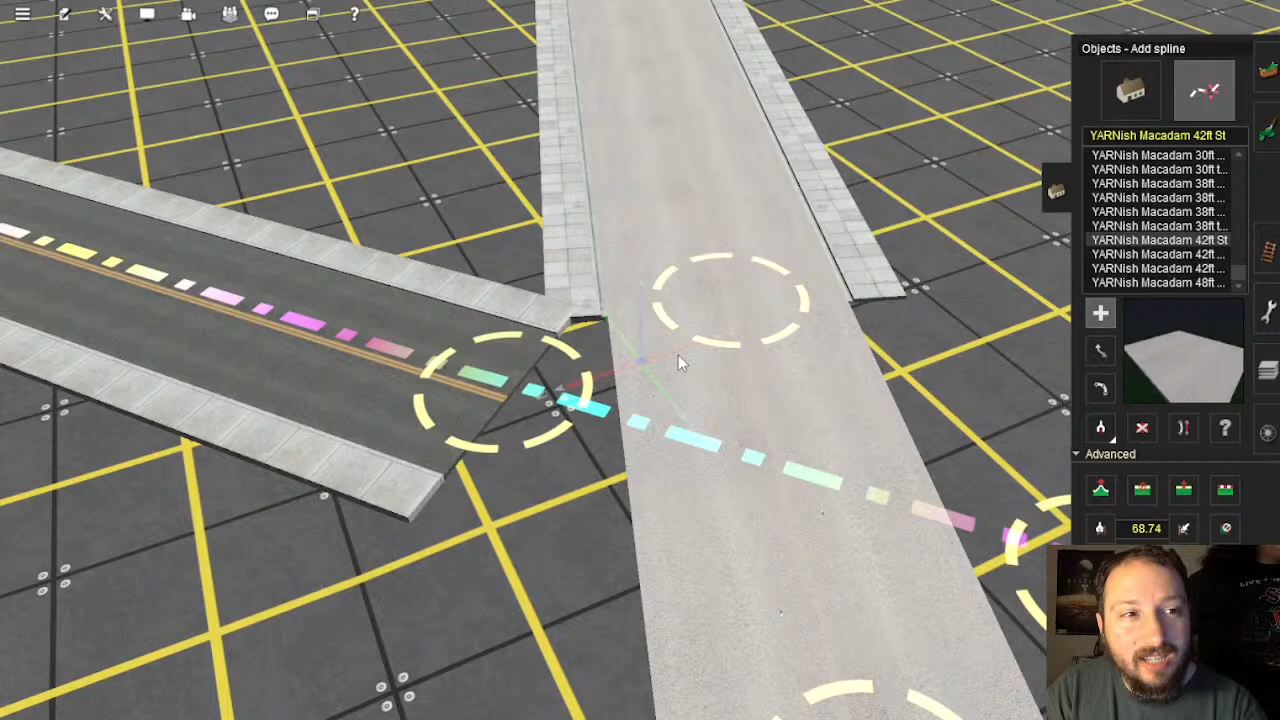 Objects - Add spline
YARNish Macadam 42ft St
YARNish Macadam 30ft ...
YARNish Macadam 30ft t...
YARNish Macadam 38ft ...
YARNish Macadam 38ft ...
YARNish Macadam 38ft ...
YARNish Macadam 38ft t...
YARNish Macadam 42ft St
YARNish Macadam 42ft ...
YARNish Macadam 42ft ...
YARNish Macadam 48ft ...
?
?
Advanced
68.74